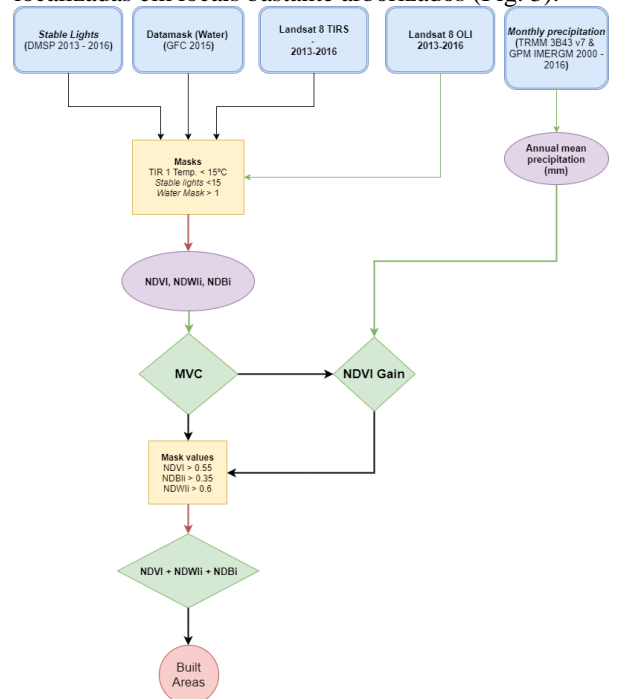 localizadas em locais bastante arborizados (Fig. 3).
Stable Lights
(DMSP 2013 - 2016)
Datamask (Water)
(GFC 2015)
Landsat 8 TIRS
-
2013-2016
Landsat 8 OLI
2013-2016
Monthly precipitation
(TRMM 3B43 v7 &
GPM IMERGM 2000 -
2016)
Masks
TIR 1 Temp. < 15ºC
Stable lights <15
Water Mask > 1
Annual mean
precipitation
(mm)
NDVI, NDWIi, NDBi
MVC
NDVI Gain
Mask values
NDVI > 0.55
NDBIi > 0.35
NDWIi > 0.6
NDVI + NDWIi + NDBi
Built
Areas